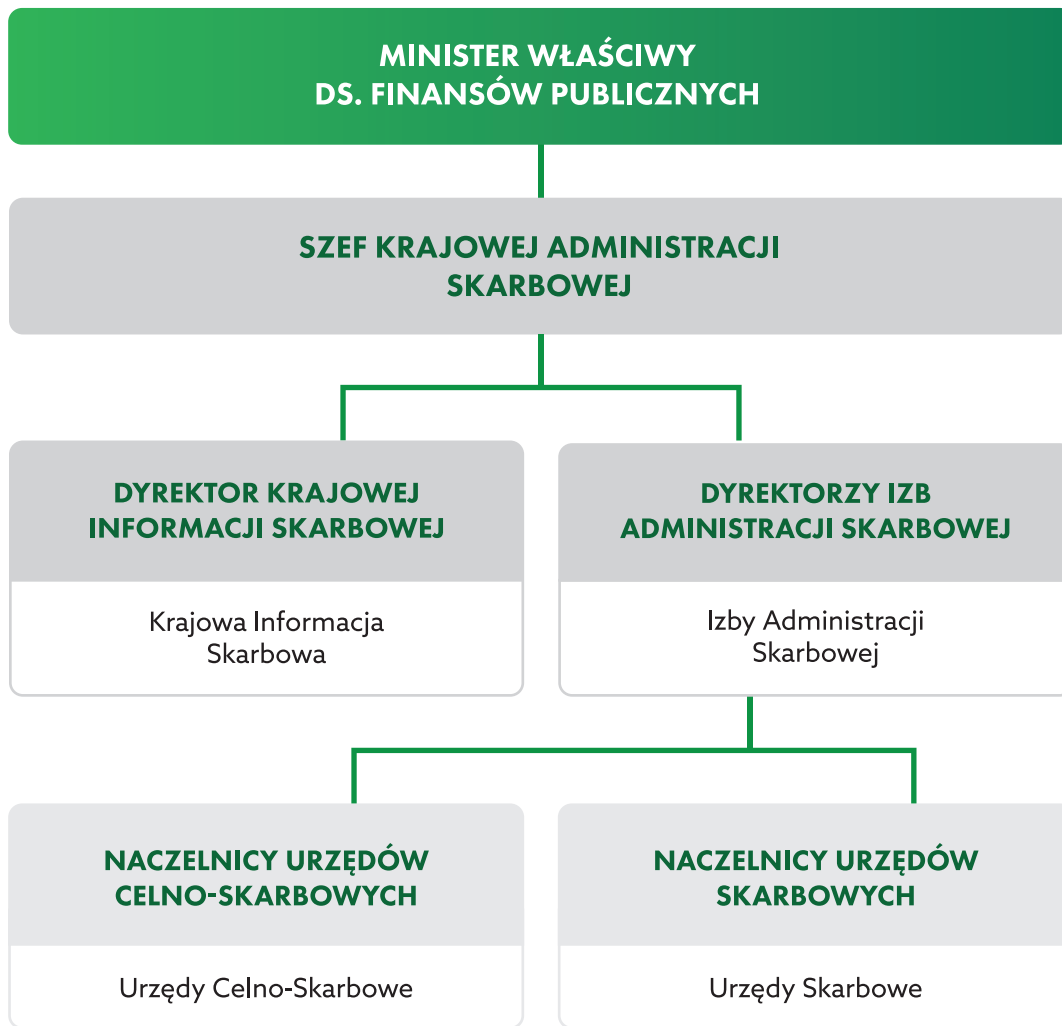 MINISTER WŁAŚCIWY
DS. FINANSÓW PUBLICZNYCH
SZEF KRAJOWEJ ADMINISTRACJI
SKARBOWEJ
DYREKTOR KRAJOWEJ
INFORMACJI SKARBOWEJ
Krajowa Informacja
Skarbowa
DYREKTORZY IZB
ADMINISTRACJI SKARBOWEJ
Izby Administracji
Skarbowej
NACZELNICY URZĘDÓW
CELNO-SKARBOWYCH
Urzędy Celno-Skarbowe
NACZELNICY URZĘDÓW
SKARBOWYCH
Urzędy Skarbowe